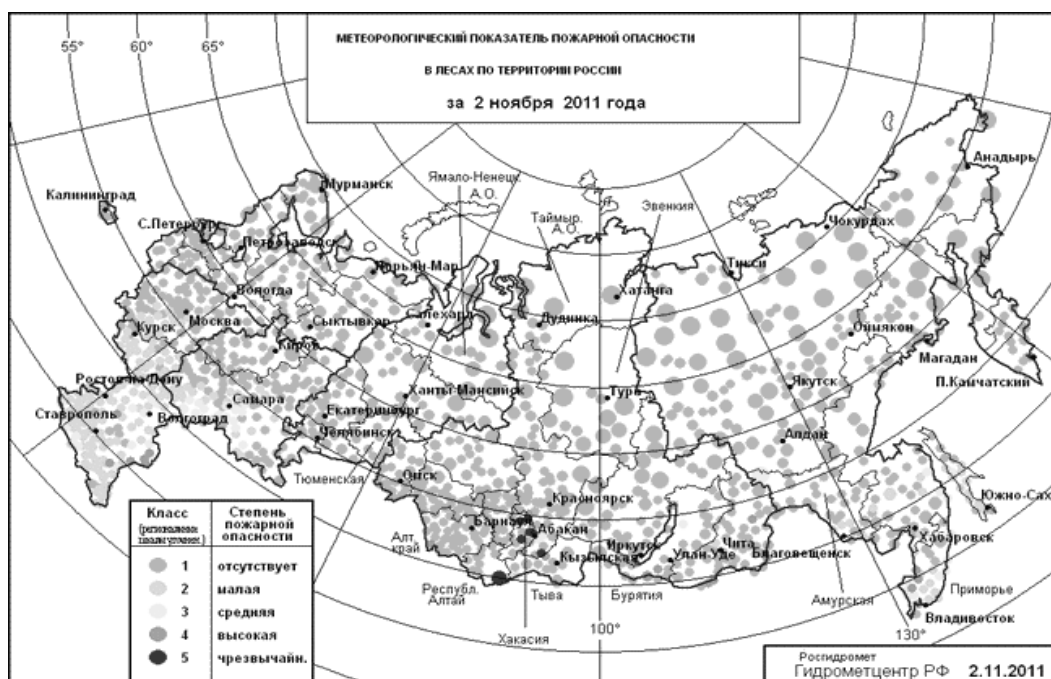 МЕТЕОРОЛОГИЧЕСКИЙ ПОКАЗАТЕЛЬ ПОЖАРНОЙ ОПАСНОСТИ
В ЛЕСАХ ПО ТЕРРИТОРИИ РОССИИ
за 2 ноября 2011 года
55°
60°
65°
Калининград
Мурманск
С.Петербург
Петрозаводск
Ямало-Ненецк.
А.О.
Таймыр.
А.О.
Эвенкия
Чокурдах
Анадырь
Нарьян-Мар
Тикси
Хатанга
Вологда
Москва
Курск
Сыктывкар
Салехард
Дудинка
Оймякон
Киров
Магадан
П.Камчатский
Ростов-на-Дону
Ставрополь
Волгоград
Самара
Ханты-Мансийск
Тура
Якутск
Екатеринбург
Челябинск
Алдан
Тюменская
Омск
Южно-Сах
Красноярск
Барнаул
Абакан
Хабаровск
Алт.
край
Кызылская
Иркутск
Улан-Уде
Чита
Благовещенск
Республ.
Алтай
Тыва
Бурятия
Амурская
Приморье
Владивосток
Хакасия
100°
130°
Класс
Степень
пожарной
опасности
1 отсутствует
2 малая
3 средняя
4 высокая
5 чрезвычайн.
Росгидромет
Гидрометцентр РФ 2.11.2011